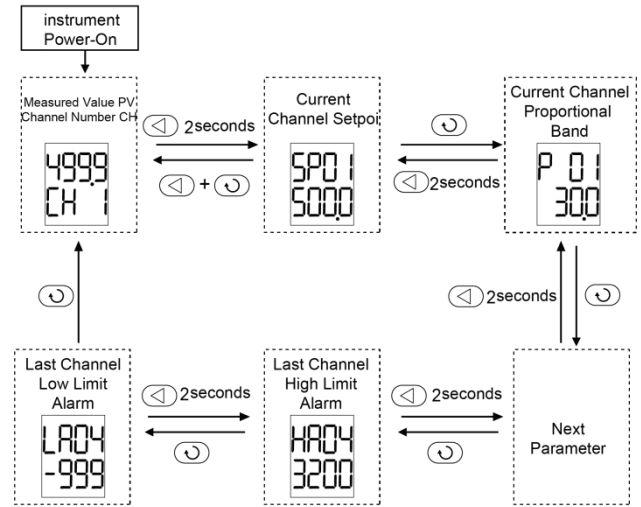 instrument
Power-On
Measured Value PV
Channel Number CH
499.9
CH 1
2seconds
+
Current
Channel Setpoi
SP01
500.0
2seconds
Current Channel
Proportional
Band
P 01
30.0
2seconds
Last Channel
Low Limit
Alarm
LA04
-999
2seconds
Last Channel
High Limit
Alarm
HA04
3200
2seconds
Next
Parameter